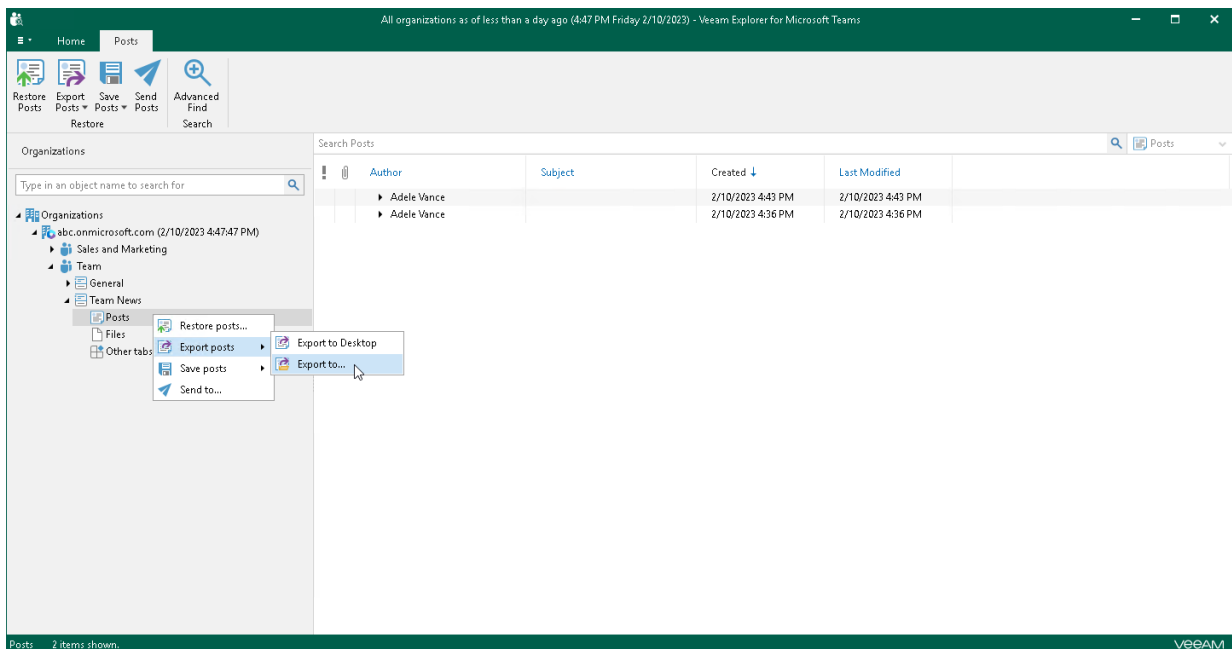 All organizations as of less than a day ago (4:47 PM Friday 2/10/2023) - Veeam Explorer for Microsoft Teams
Home Posts
Restore Posts
Export Posts
Save Posts
Send Posts
Advanced Find
Restore Search
Organizations
Search Posts
Posts
Type in an object name to search for
Author Subject Created Last Modified
Adele Vance 2/10/2023 4:43 PM 2/10/2023 4:43 PM
Adele Vance 2/10/2023 4:36 PM 2/10/2023 4:36 PM
Organizations
abc.onmicrosoft.com (2/10/2023 4:47:47 PM)
Sales and Marketing
Team
General
Team News
Posts
Files
Other tabs
Restore posts...
Export posts
Save posts
Send to...
Export to Desktop
Export to...
Posts 2 items shown.
veeAM